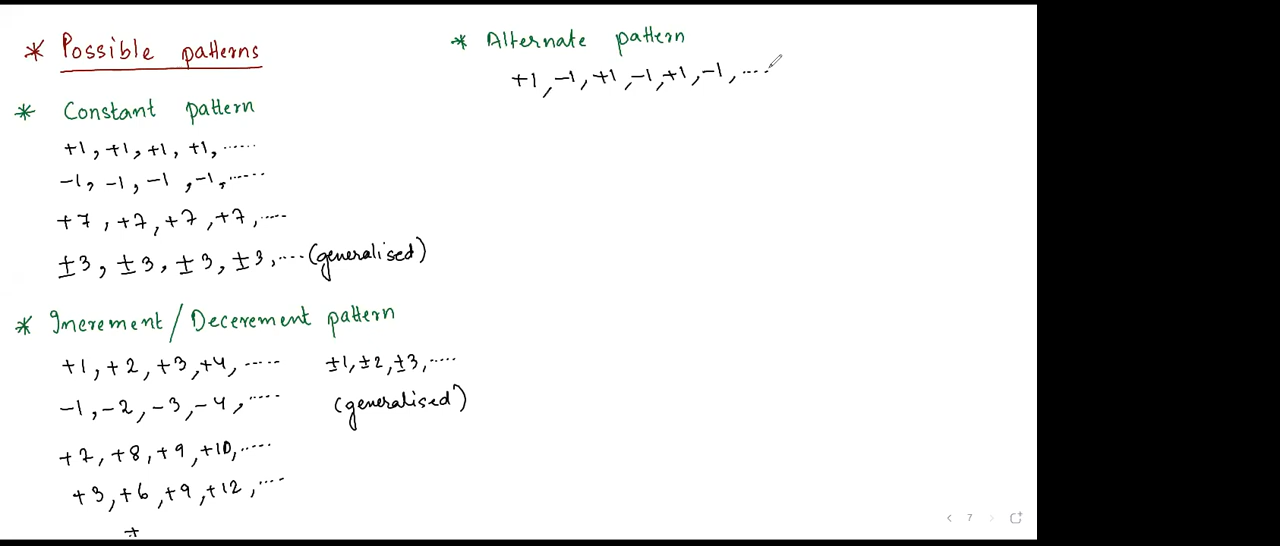 * Possible patterns
* Constant pattern
+1, +1, +1, +1, ......
-1, -1, -1, -1, ......
+7, +7, +7, +7, .....
±3, ±3, ±3, ±3, .... (generalised)
* Increment / Decerement pattern
+1, +2, +3, +4, ..... ±1, ±2, ±3, .....
-1, -2, -3, -4, ..... (generalised)
+7, +8, +9, +10, .....
+3, +6, +9, +12, ....
+
* Alternate pattern
+1, -1, +1, -1, +1, -1, .....
< 7 >